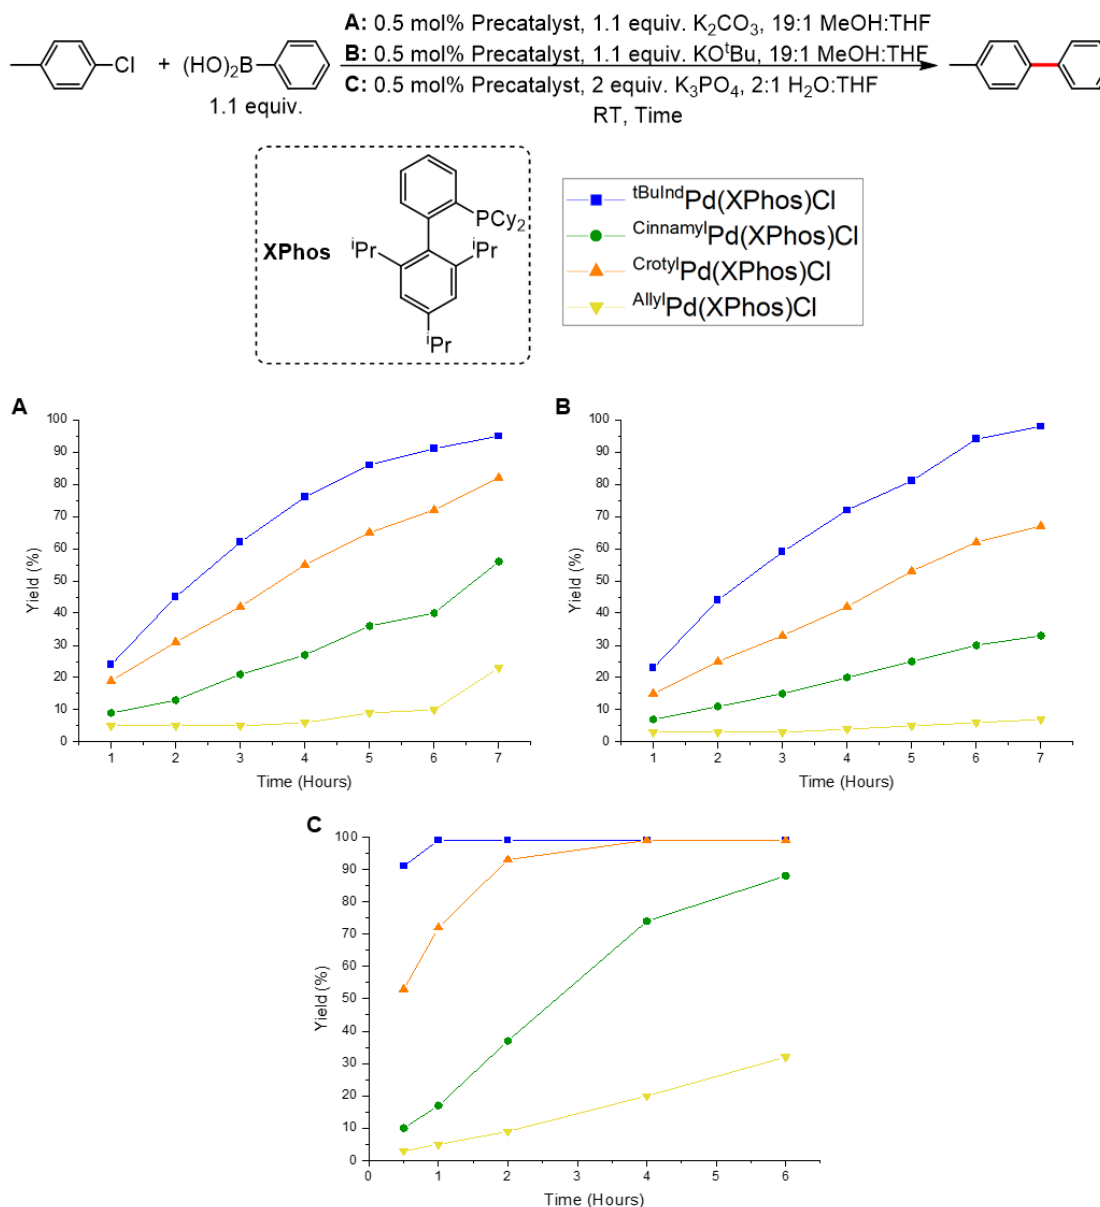 A: 0.5 mol% Precatalyst, 1.1 equiv. K₂CO₃, 19:1 MeOH:THF
B: 0.5 mol% Precatalyst, 1.1 equiv. KOᵗBu, 19:1 MeOH:THF
C: 0.5 mol% Precatalyst, 2 equiv. K₃PO₄, 2:1 H₂O:THF
RT, Time
Cl
+
(HO)₂B
1.1 equiv.
XPhos
PCy₂
ⁱPr
ⁱPr
ⁱPr
tBuIndPd(XPhos)Cl
CinnamylPd(XPhos)Cl
CrotylPd(XPhos)Cl
AllylPd(XPhos)Cl
A
100
90
80
70
60
50
40
30
20
10
0
Yield (%)
1 2 3 4 5 6 7
Time (Hours)
B
100
90
80
70
60
50
40
30
20
10
0
Yield (%)
1 2 3 4 5 6 7
Time (Hours)
C
100
90
80
70
60
50
40
30
20
10
0
Yield (%)
0 1 2 4 6
Time (Hours)